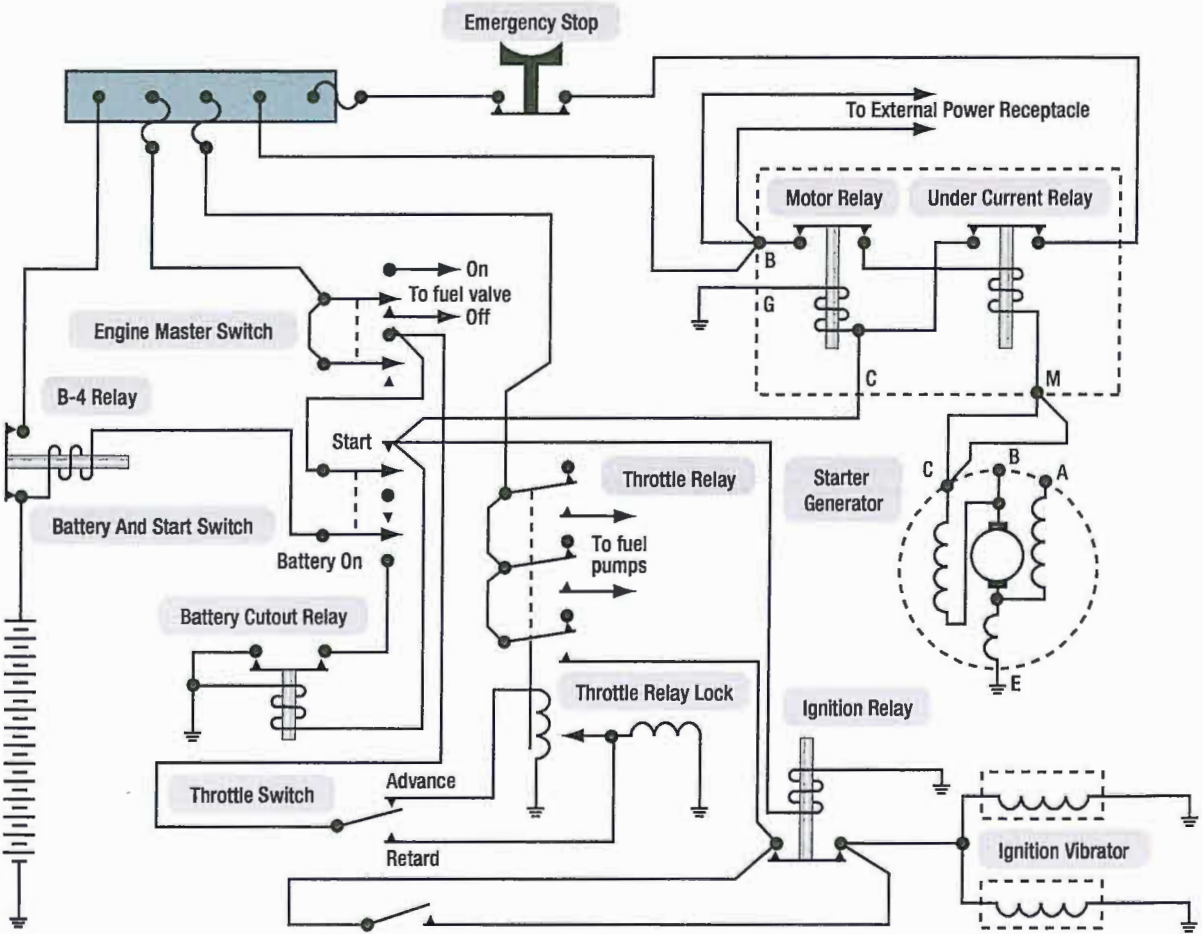 Emergency Stop
To External Power Receptacle
Motor Relay
Under Current Relay
B
G
C
M
On
To fuel valve
Off
Engine Master Switch
B-4 Relay
Start
Battery And Start Switch
Battery On
Throttle Relay
To fuel
pumps
Starter
Generator
C
B
A
E
Battery Cutout Relay
Throttle Relay Lock
Ignition Relay
Throttle Switch
Advance
Retard
Ignition Vibrator